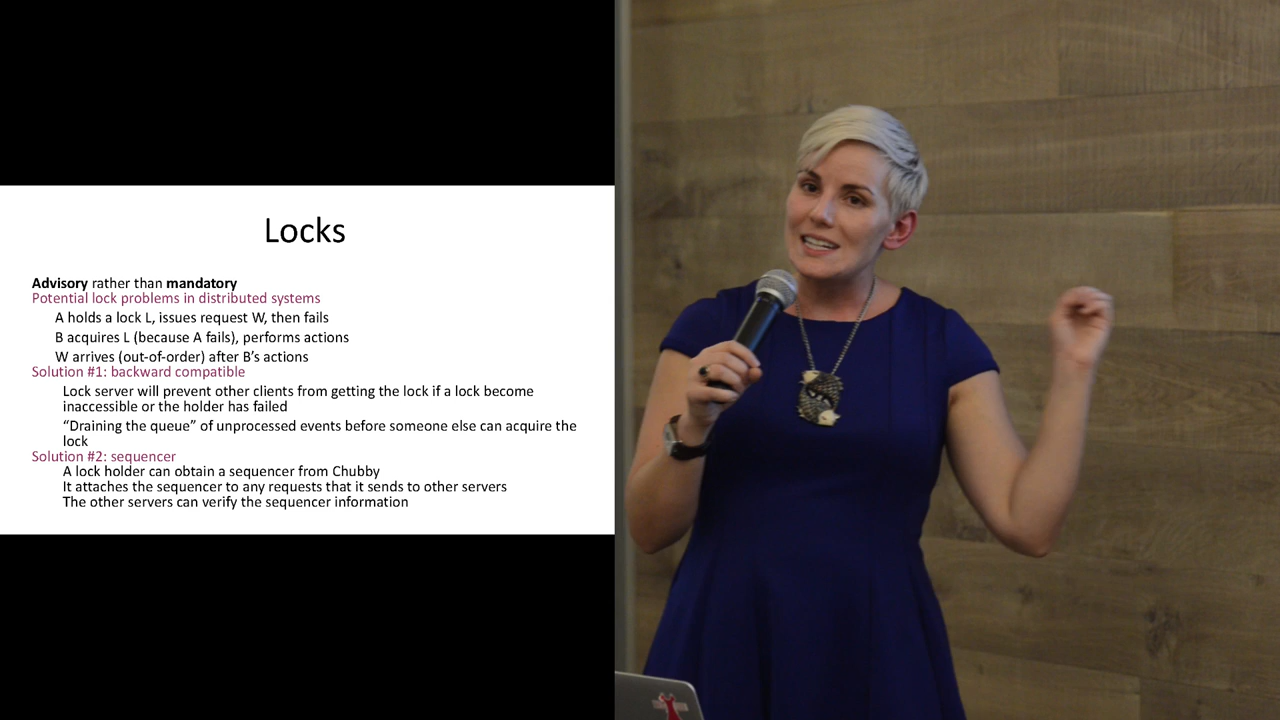 Locks
Advisory rather than mandatory
Potential lock problems in distributed systems
A holds a lock L, issues request W, then fails
B acquires L (because A fails), performs actions
W arrives (out-of-order) after B’s actions
Solution #1: backward compatible
Lock server will prevent other clients from getting the lock if a lock become
inaccessible or the holder has failed
“Draining the queue” of unprocessed events before someone else can acquire the
lock
Solution #2: sequencer
A lock holder can obtain a sequencer from Chubby
It attaches the sequencer to any requests that it sends to other servers
The other servers can verify the sequencer information